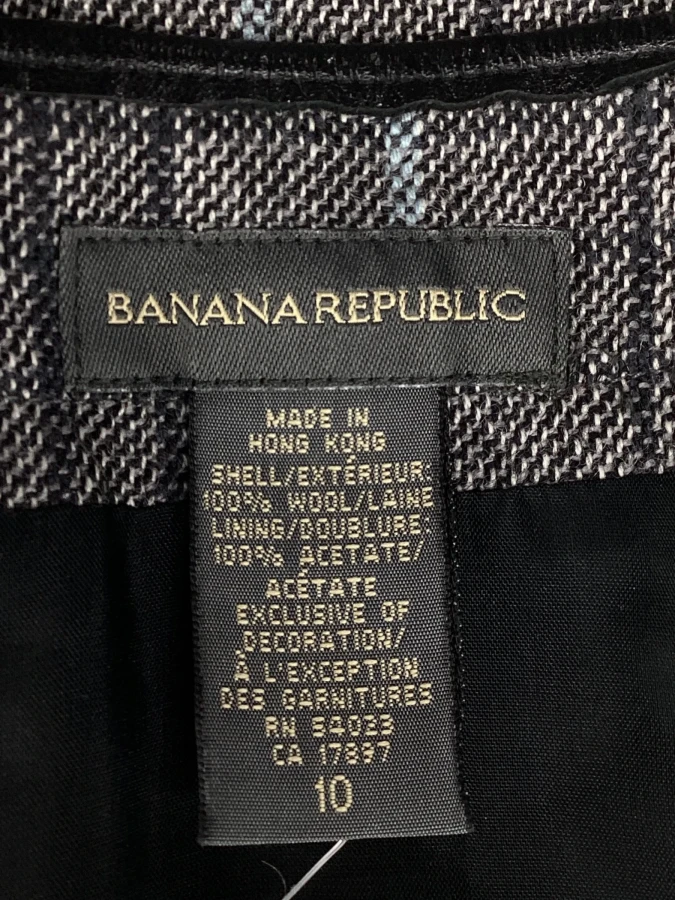 BANANA REPUBLIC
MADE IN
HONG KONG
SHELL/EXTÉRIEUR:
100% WOOL/LAINE
LINING/DOUBLURE:
100% ACETATE/
ACÉTATE
EXCLUSIVE OF
DECORATION/
À L'EXCEPTION
DES GARNITURES
RN 54023
CA 17897
10